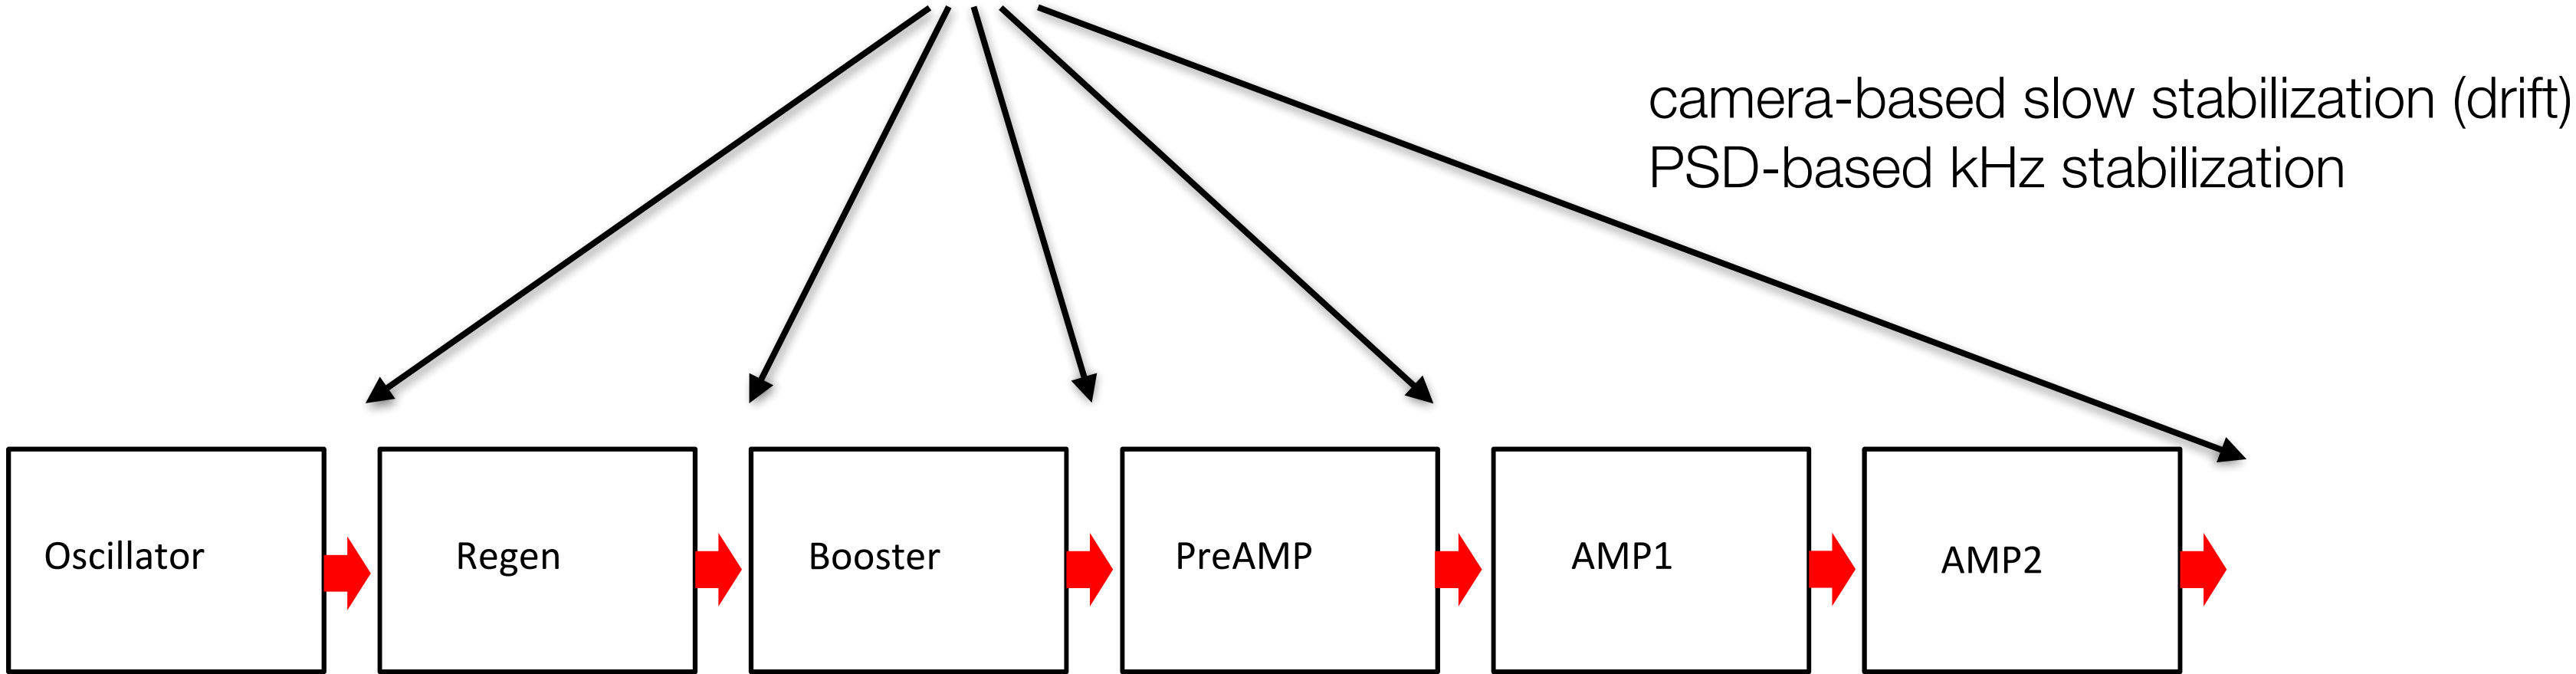 camera-based slow stabilization (drift)
PSD-based kHz stabilization
Oscillator
Regen
Booster
PreAMP
AMP1
AMP2